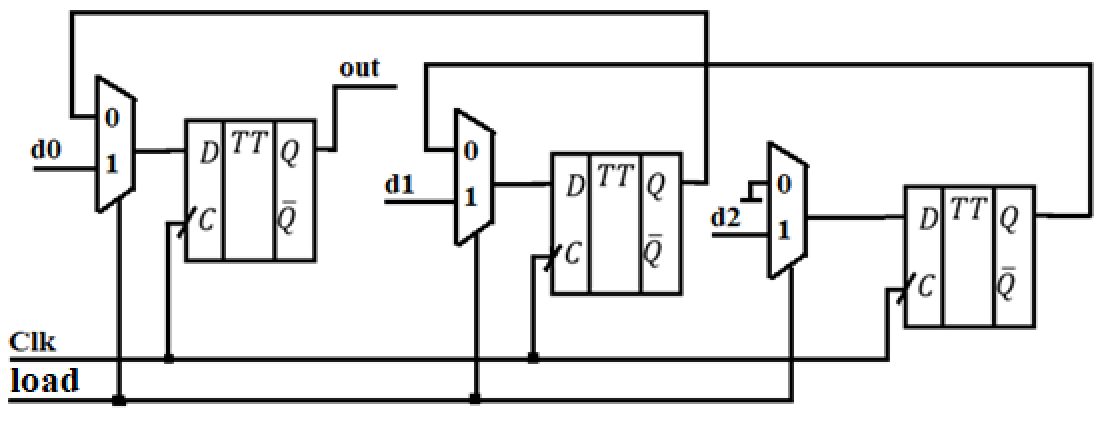 out
0
1
d0
D TT Q
C Q̄
0
1
d1
D TT Q
C Q̄
0
1
d2
D TT Q
C Q̄
Clk
load